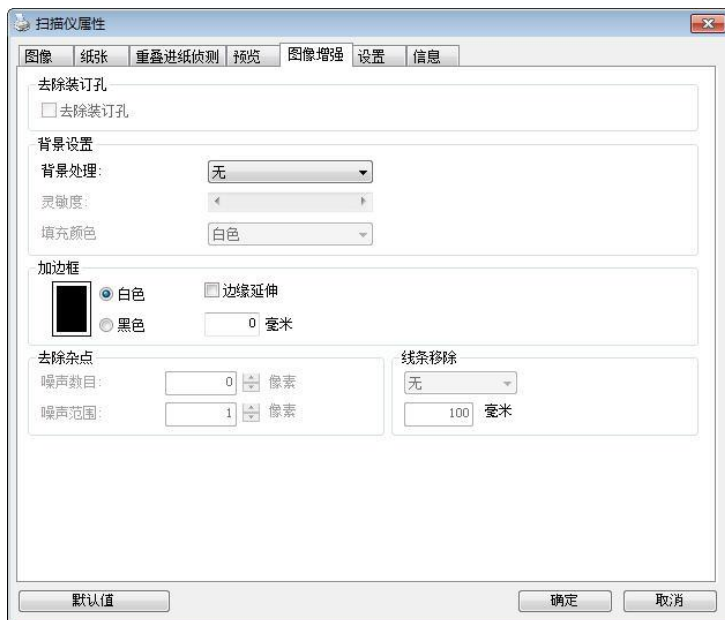 扫描仪属性
图像 纸张 重叠进纸侦测 预览 图像增强 设置 信息
去除装订孔
去除装订孔
背景设置
背景处理: 无
灵敏度:
填充颜色 白色
加边框
白色 边缘延伸
黑色 0 毫米
去除杂点 线条移除
噪声数目: 0 像素 无
噪声范围: 1 像素 100 毫米
默认值 确定 取消